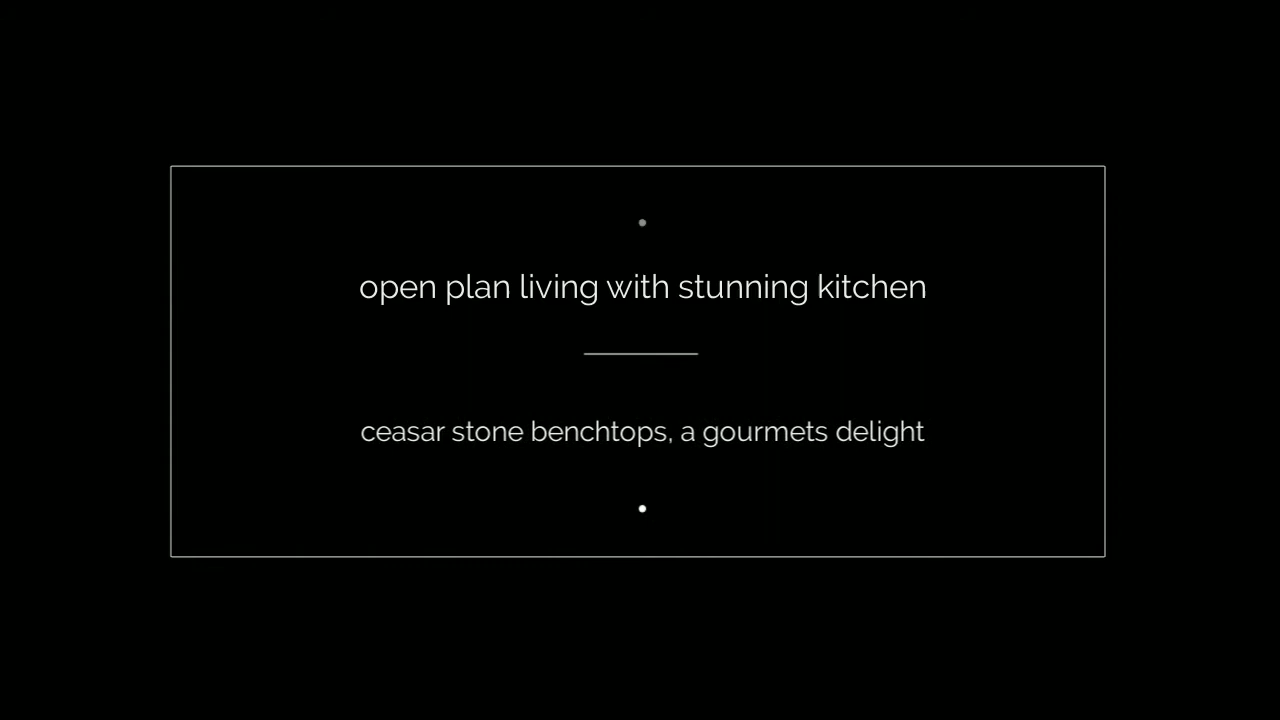 open plan living with stunning kitchen
ceasar stone benchtops, a gourmets delight